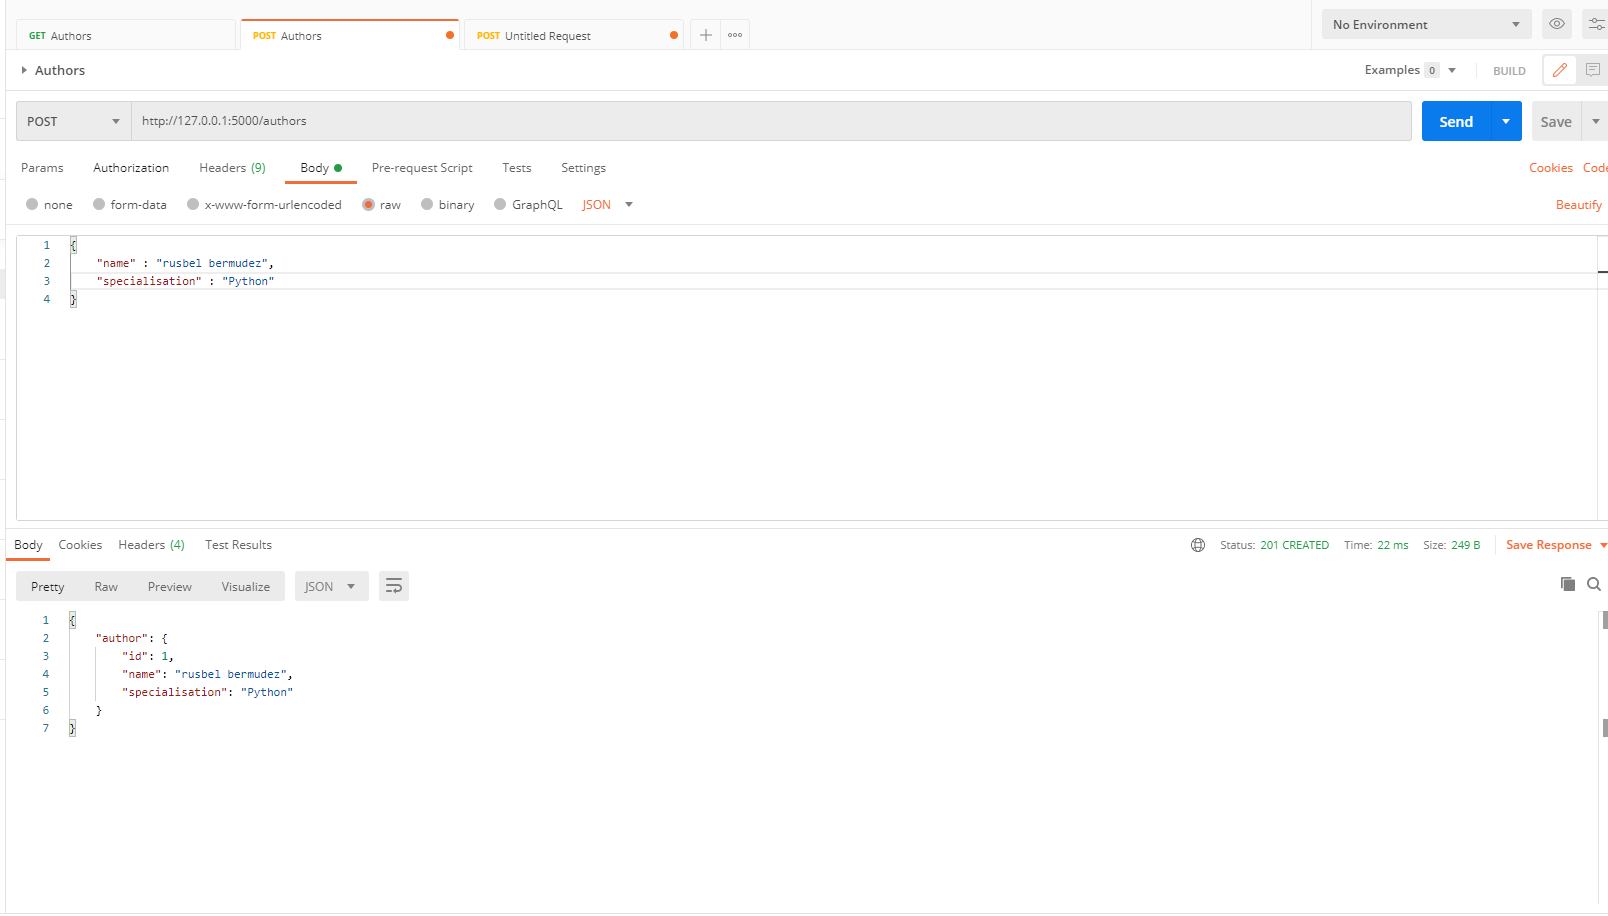 GET Authors POST Authors POST Untitled Request No Environment
Authors Examples 0 BUILD
POST http://127.0.0.1:5000/authors Send Save
Params Authorization Headers (9) Body Pre-request Script Tests Settings Cookies Code
none form-data x-www-form-urlencoded raw binary GraphQL JSON Beautify
1 {
2 "name" : "rusbel bermudez",
3 "specialisation" : "Python"
4 }
Body Cookies Headers (4) Test Results Status: 201 CREATED Time: 22 ms Size: 249 B Save Response
Pretty Raw Preview Visualize JSON
1 {
2 "author": {
3 "id": 1,
4 "name": "rusbel bermudez",
5 "specialisation": "Python"
6 }
7 }